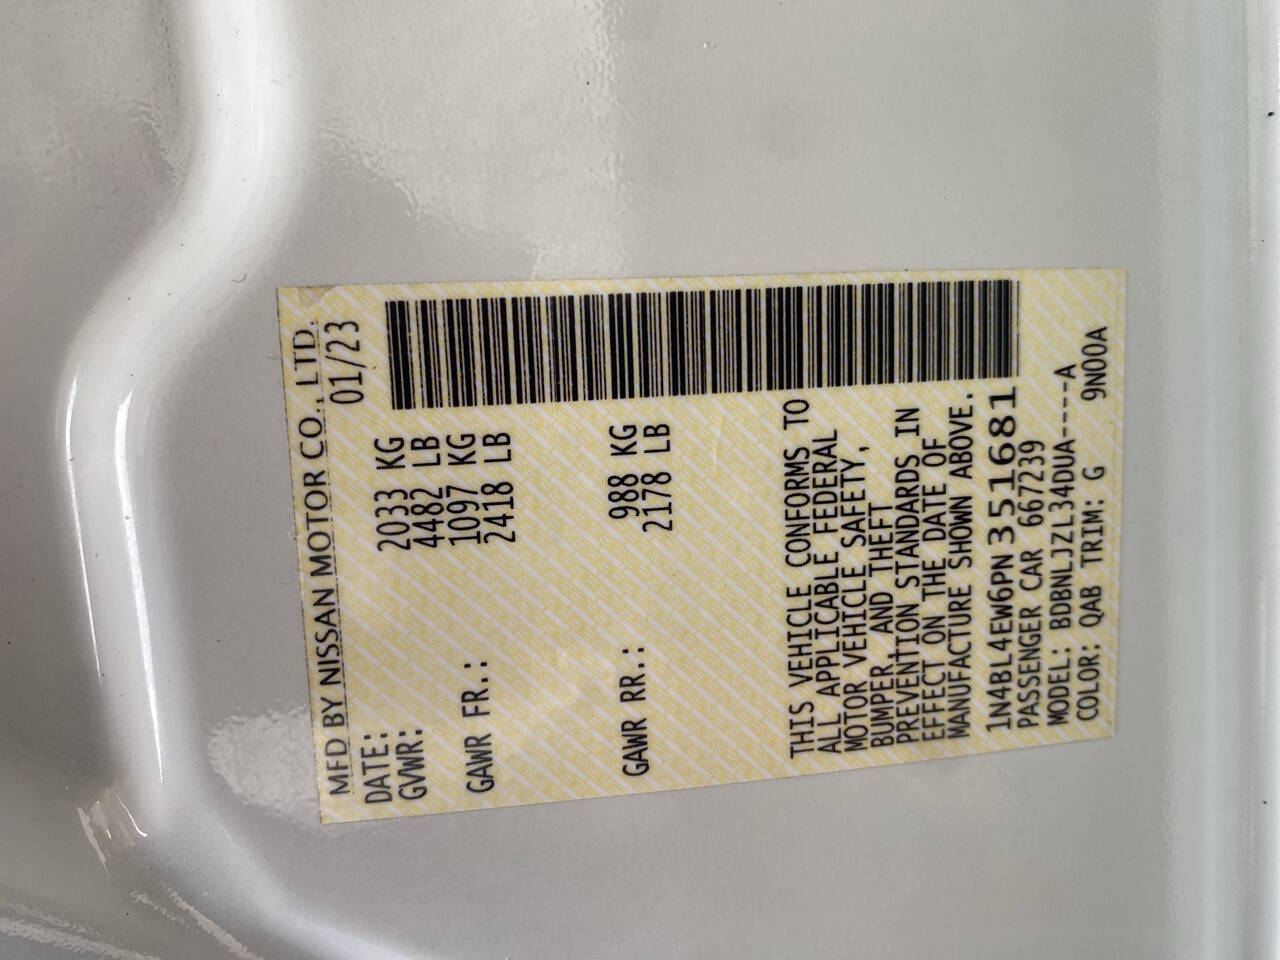 MFD BY NISSAN MOTOR CO., LTD.
DATE: 01/23
GVWR: 2033 KG
4482 LB
GAWR FR.: 1097 KG
2418 LB
GAWR RR.: 988 KG
2178 LB
THIS VEHICLE CONFORMS TO
ALL APPLICABLE FEDERAL
MOTOR VEHICLE SAFETY,
BUMPER, AND THEFT
PREVENTION STANDARDS IN
EFFECT ON THE DATE OF
MANUFACTURE SHOWN ABOVE.
1N4BL4EW6PN351681
PASSENGER CAR 667239
MODEL: BDBNLJZL34DUA----A
COLOR: QAB TRIM: G 9N00A